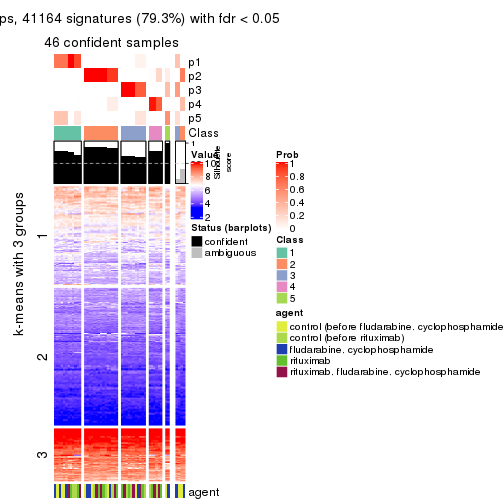 ps, 41164 signatures (79.3%) with fdr < 0.05
46 confident samples
p1
p2
p3
p4
p5
Class
1
Silhouette
score
k-means with 3 groups
1
2
3
agent
Value
10
8
6
4
2
Status (barplots)
confident
ambiguous
Prob
1
0.8
0.6
0.4
0.2
0
Class
1
2
3
4
5
agent
control (before fludarabine, cyclophosphamide
control (before rituximab)
fludarabine, cyclophosphamide
rituximab
rituximab, fludarabine, cyclophosphamide